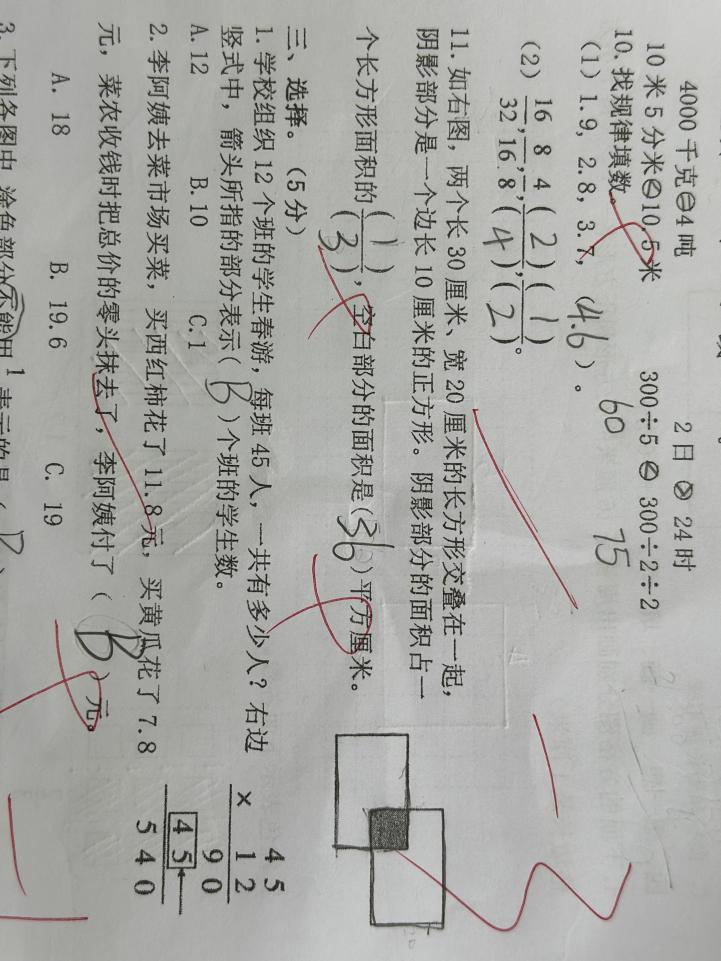 4000 千克㊀4 吨 2 日 ⊘ 24 时
10 米 5 分米⊘10.5 米 300÷5 ⊘ 300÷2÷2
60 75
10. 找规律填数。
(1) 1.9, 2.8, 3.7, (4.6)。
(2) 16/32, 8/16, 4/8, (2)/(4), (1)/(2)。
11. 如右图，两个长 30 厘米、宽 20 厘米的长方形交叠在一起，
阴影部分是一个边长 10 厘米的正方形。阴影部分的面积占一
个长方形面积的 (1)/(3)，空白部分的面积是(36)平方厘米。
三、选择。（5 分）
1. 学校组织 12 个班的学生春游，每班 45 人，一共有多少人？右边
竖式中，箭头所指的部分表示( B )个班的学生数。
A. 12 B. 10 C. 1
4 5
× 1 2
9 0
4 5
5 4 0
2. 李阿姨去菜市场买菜，买西红柿花了 11.8 元，买黄瓜花了 7.8
元，菜农收钱时把总价的零头抹去了，李阿姨付了（ B ）元。
A. 18 B. 19.6 C. 19
3. 下列各图中 涂色部分不能用 1 表示的是（